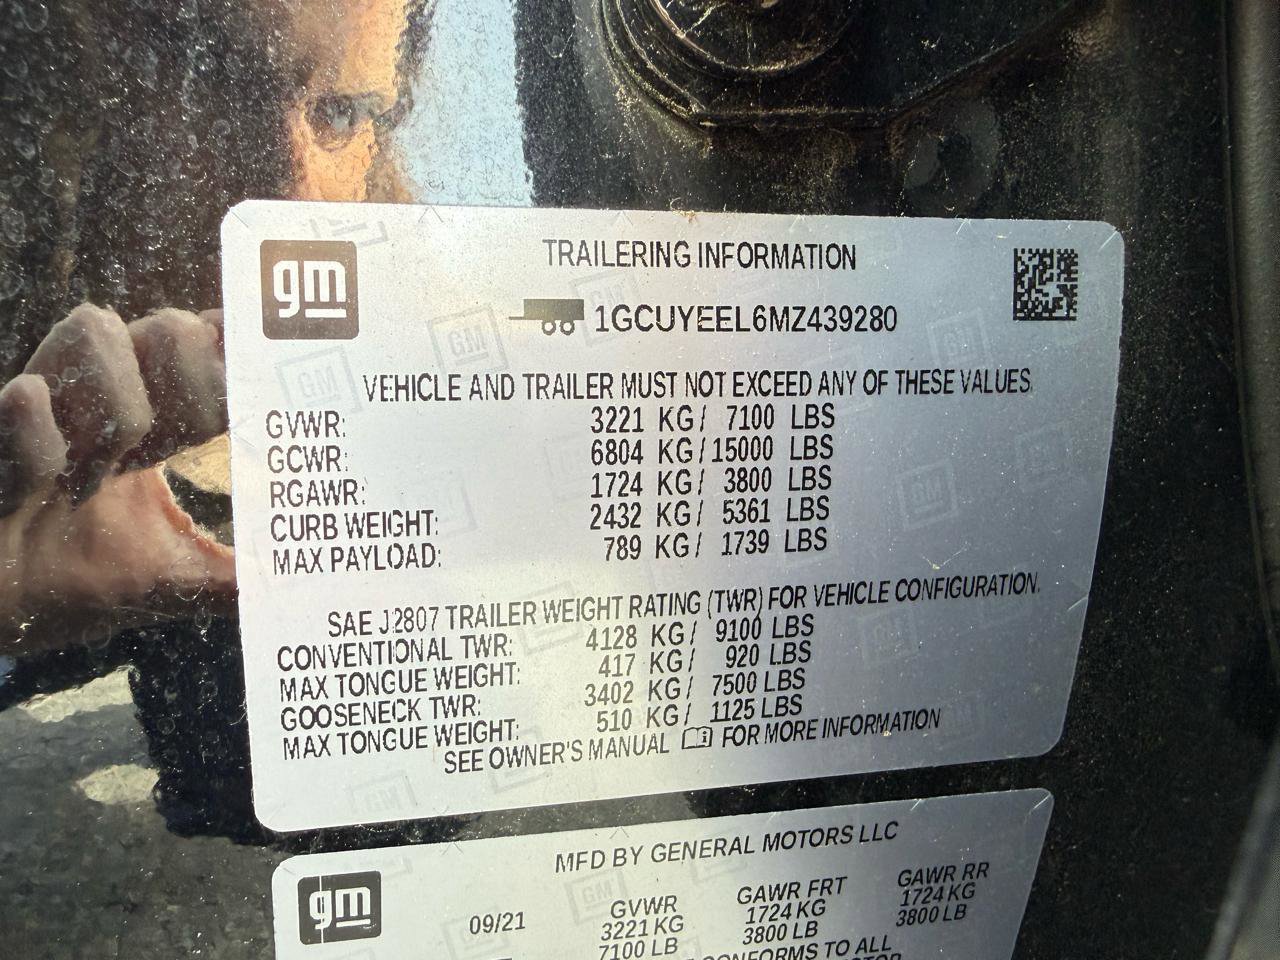 gm
TRAILERING INFORMATION
1GCUYEEL6MZ439280
VEHICLE AND TRAILER MUST NOT EXCEED ANY OF THESE VALUES.
GVWR: 3221 KG/ 7100 LBS
GCWR: 6804 KG/ 15000 LBS
RGAWR: 1724 KG/ 3800 LBS
CURB WEIGHT: 2432 KG/ 5361 LBS
MAX PAYLOAD: 789 KG/ 1739 LBS
SAE J2807 TRAILER WEIGHT RATING (TWR) FOR VEHICLE CONFIGURATION.
CONVENTIONAL TWR: 4128 KG/ 9100 LBS
MAX TONGUE WEIGHT: 417 KG/ 920 LBS
GOOSENECK TWR: 3402 KG/ 7500 LBS
MAX TONGUE WEIGHT: 510 KG/ 1125 LBS
SEE OWNER'S MANUAL FOR MORE INFORMATION
gm
MFD BY GENERAL MOTORS LLC
09/21 GVWR GAWR FRT GAWR RR
3221 KG 1724 KG 1724 KG
7100 LB 3800 LB 3800 LB
CONFORMS TO ALL